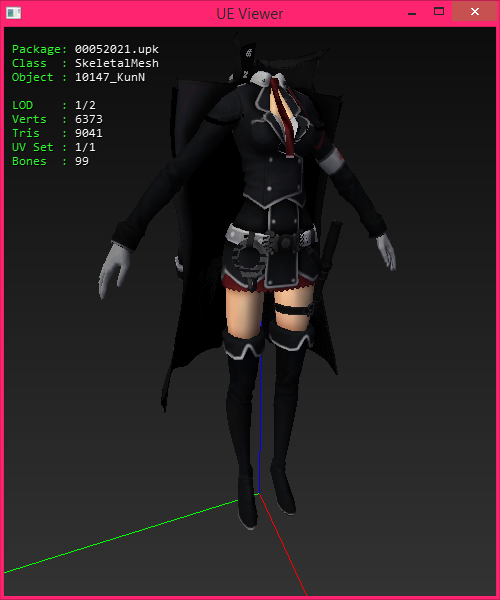 UE Viewer
Package: 00052021.upk
Class : SkeletalMesh
Object : 10147_KunN
LOD : 1/2
Verts : 6373
Tris : 9041
UV Set : 1/1
Bones : 99